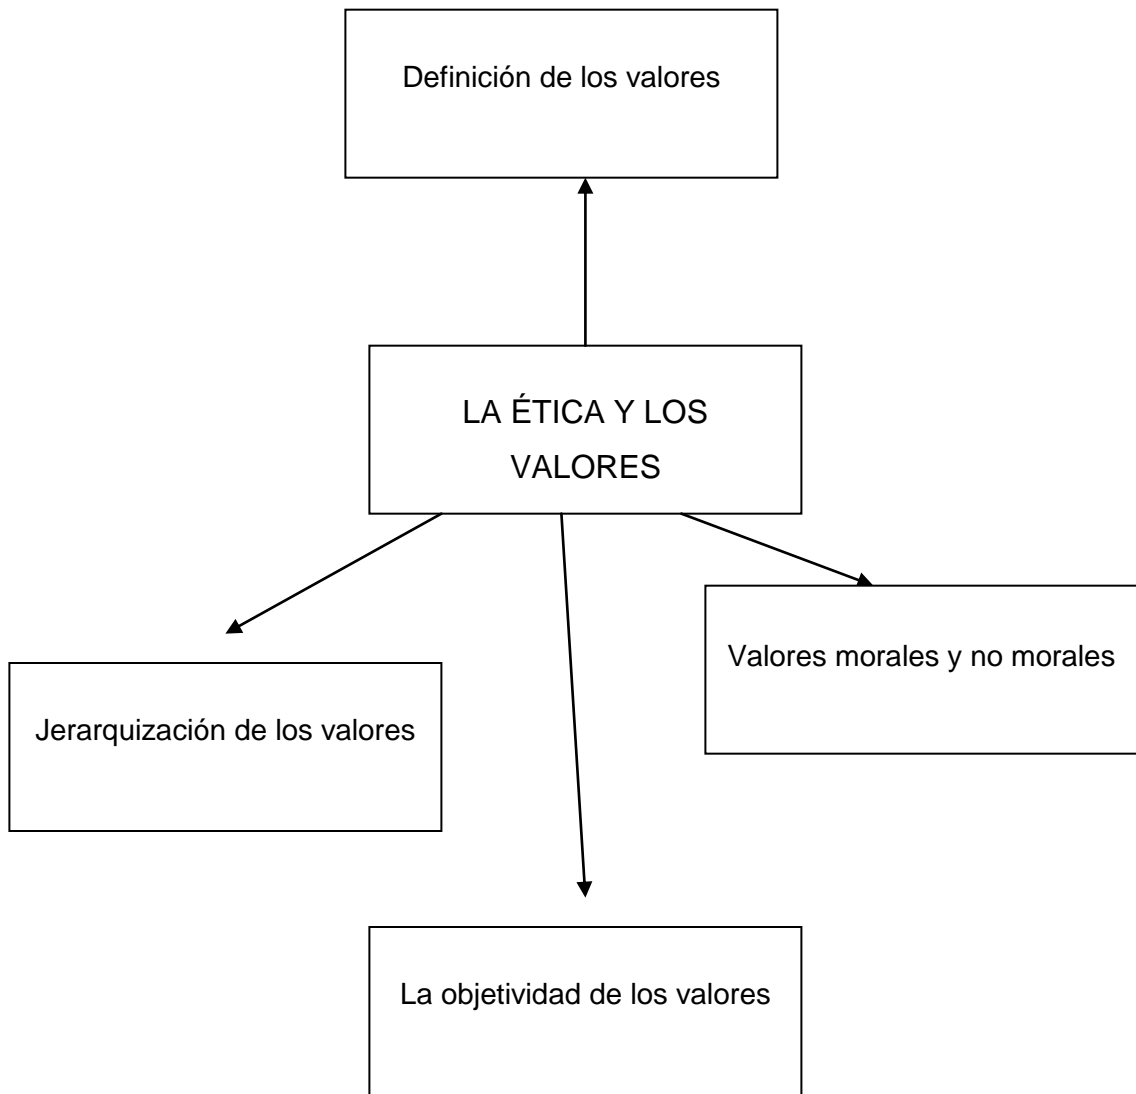 Definición de los valores
LA ÉTICA Y LOS
VALORES
Valores morales y no morales
Jerarquización de los valores
La objetividad de los valores